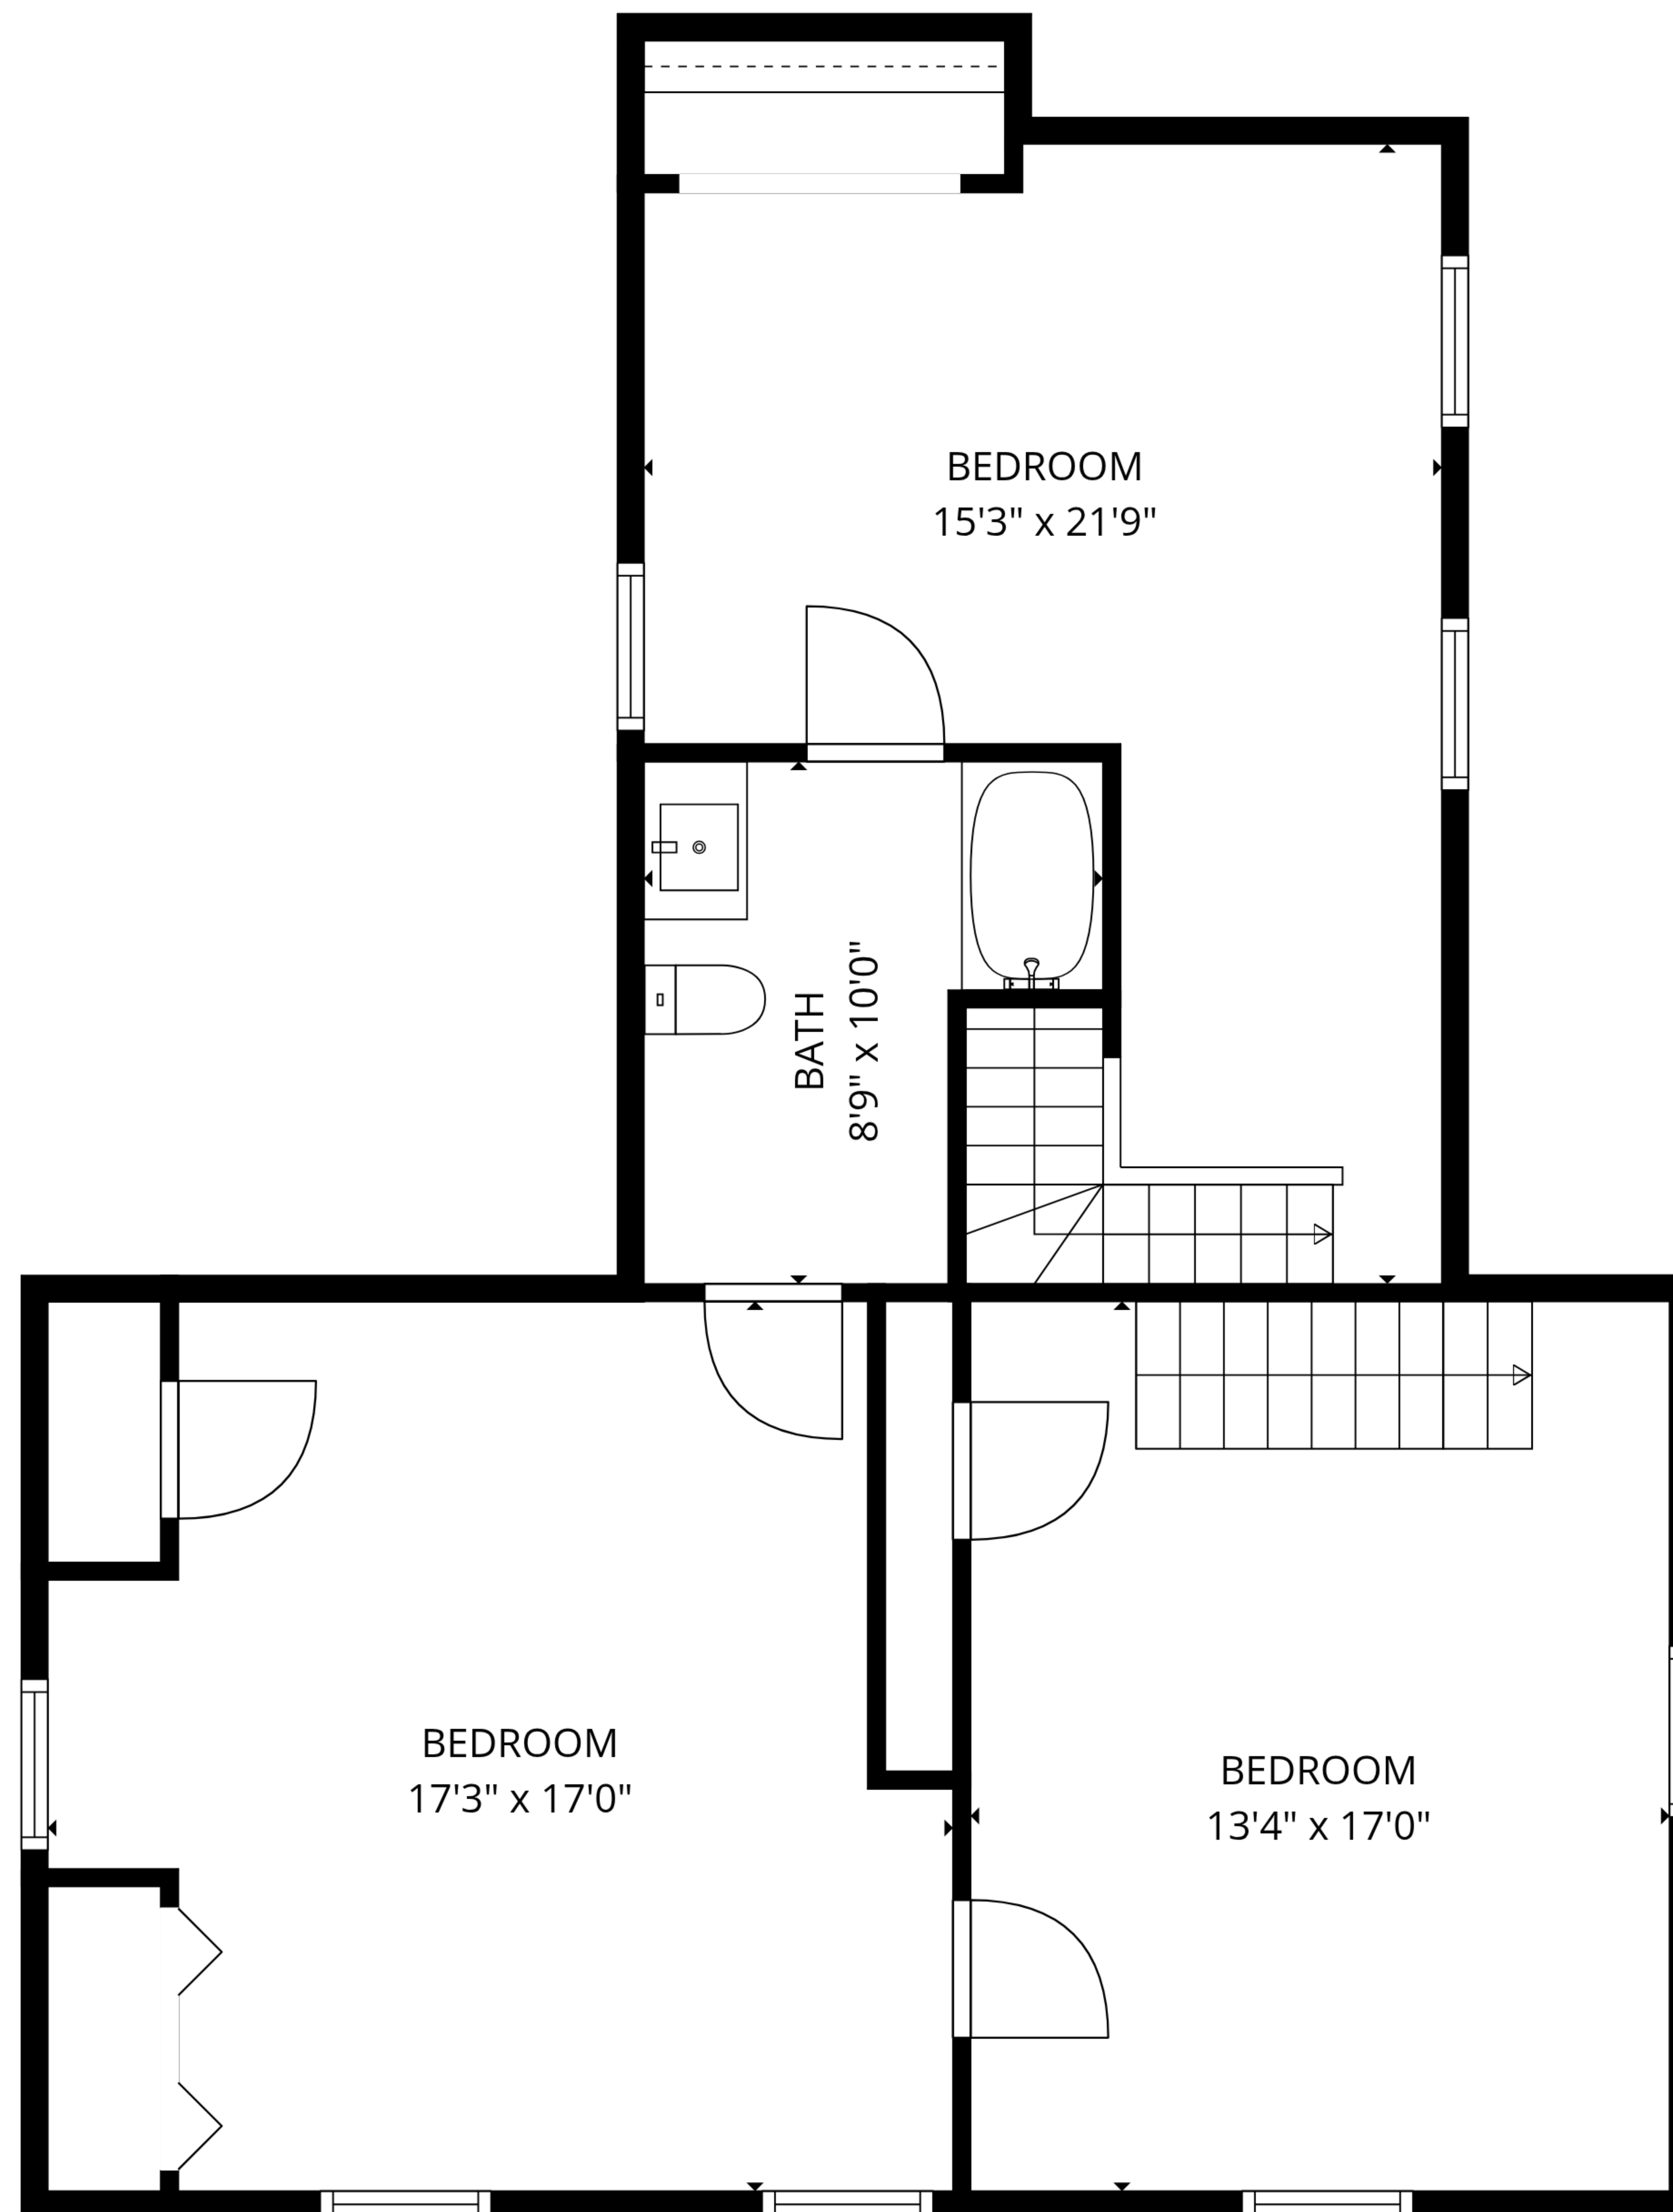 BEDROOM
15'3" x 21'9"
BATH
8'9" x 10'0"
BEDROOM
17'3" x 17'0"
BEDROOM
13'4" x 17'0"